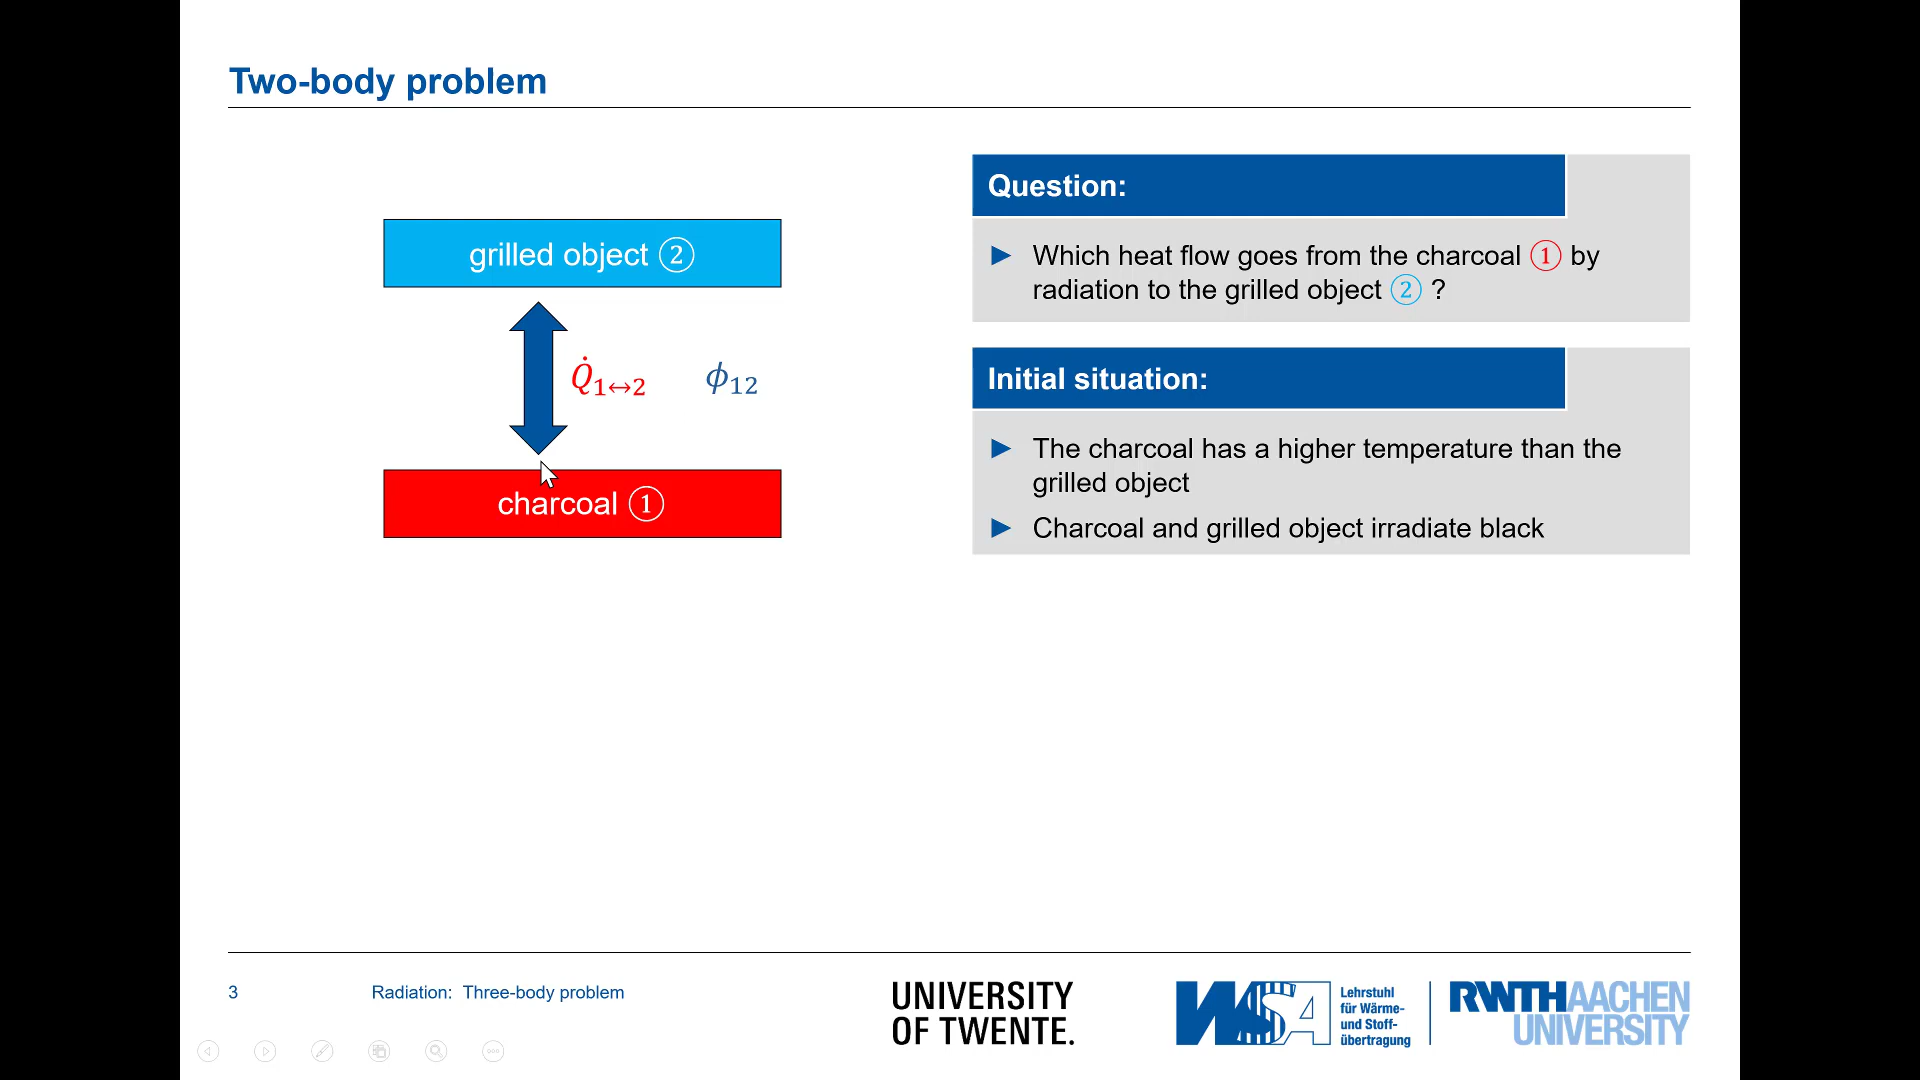 Two-body problem
grilled object ②
Q̇₁↔₂ ϕ₁₂
charcoal ①
Question:
► Which heat flow goes from the charcoal ① by
radiation to the grilled object ② ?
Initial situation:
► The charcoal has a higher temperature than the
grilled object
► Charcoal and grilled object irradiate black
3 Radiation: Three-body problem
UNIVERSITY
OF TWENTE.
WSA
Lehrstuhl
für Wärme-
und Stoff-
übertragung
RWTHAACHEN
UNIVERSITY